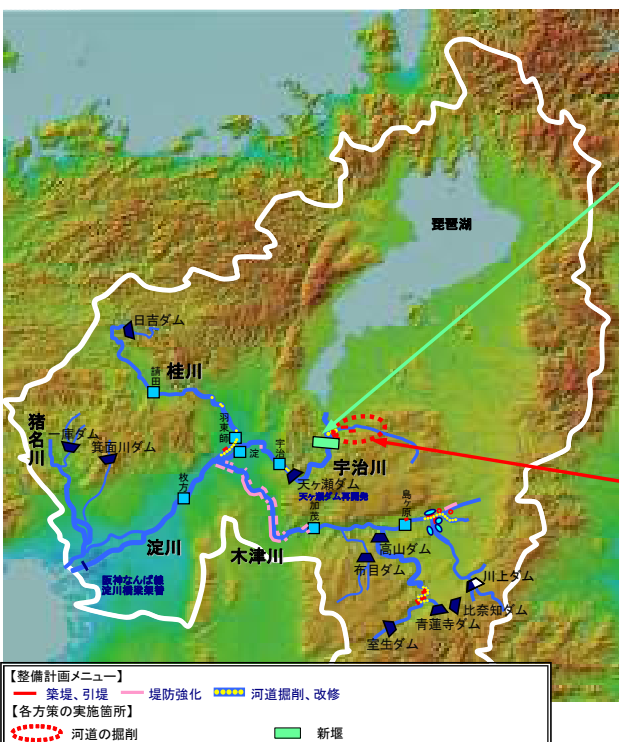 琵琶湖
日吉ダム
桂川
請田
猪名川
一庫ダム
箕面川ダム
羽束師
淀
宇治
宇治川
天ヶ瀬ダム
天ヶ瀬ダム再開発
枚方
加茂
島ヶ原
淀川
木津川
高山ダム
布目ダム
川上ダム
比奈知ダム
青蓮寺ダム
室生ダム
阪神なんば線
淀川橋梁架替
【整備計画メニュー】
築堤、引堤 堤防強化 河道掘削、改修
【各方策の実施箇所】
河道の掘削 新堰